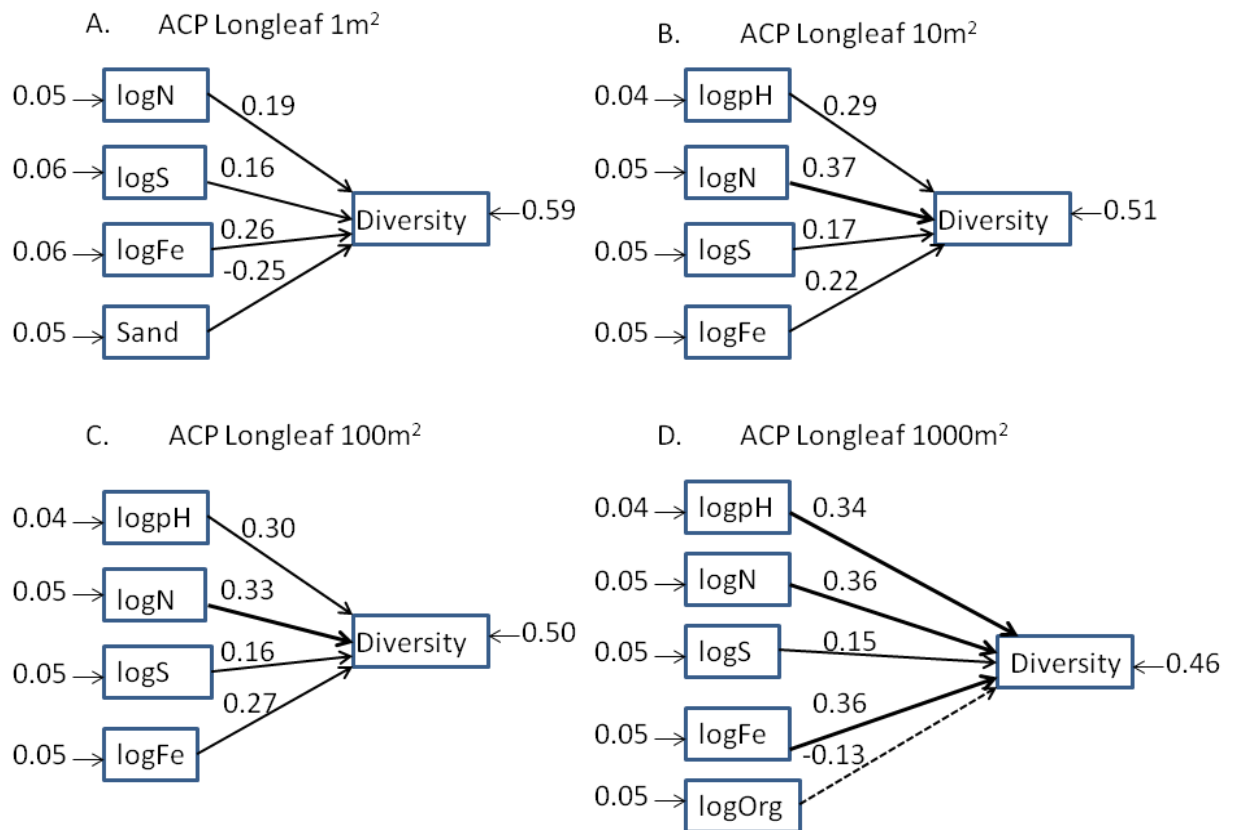 A. ACP Longleaf 1m²
0.05 logN 0.19
0.06 logS 0.16
Diversity 0.59
0.06 logFe 0.26
-0.25
0.05 Sand
B. ACP Longleaf 10m²
0.04 logpH 0.29
0.05 logN 0.37
Diversity 0.51
0.05 logS 0.17
0.22
0.05 logFe
C. ACP Longleaf 100m²
0.04 logpH 0.30
0.05 logN 0.33
Diversity 0.50
0.05 logS 0.16
0.27
0.05 logFe
D. ACP Longleaf 1000m²
0.04 logpH 0.34
0.05 logN 0.36
0.05 logS 0.15
Diversity 0.46
0.05 logFe 0.36
-0.13
0.05 logOrg